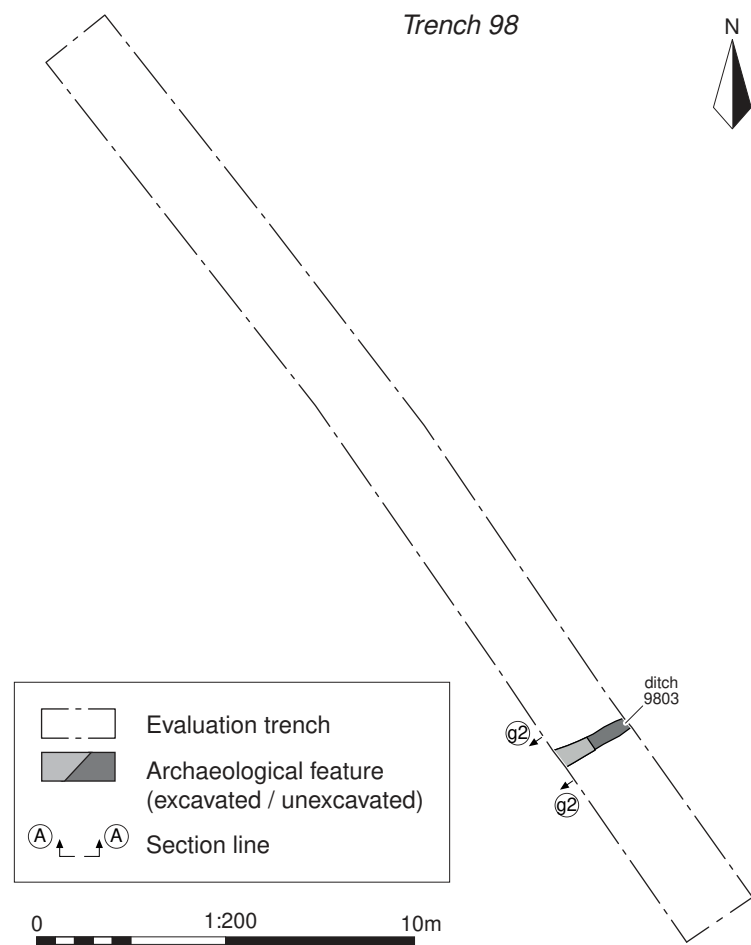 Trench 98
N
ditch
9803
g2
g2
Evaluation trench
Archaeological feature
(excavated / unexcavated)
A A Section line
0 1:200 10m